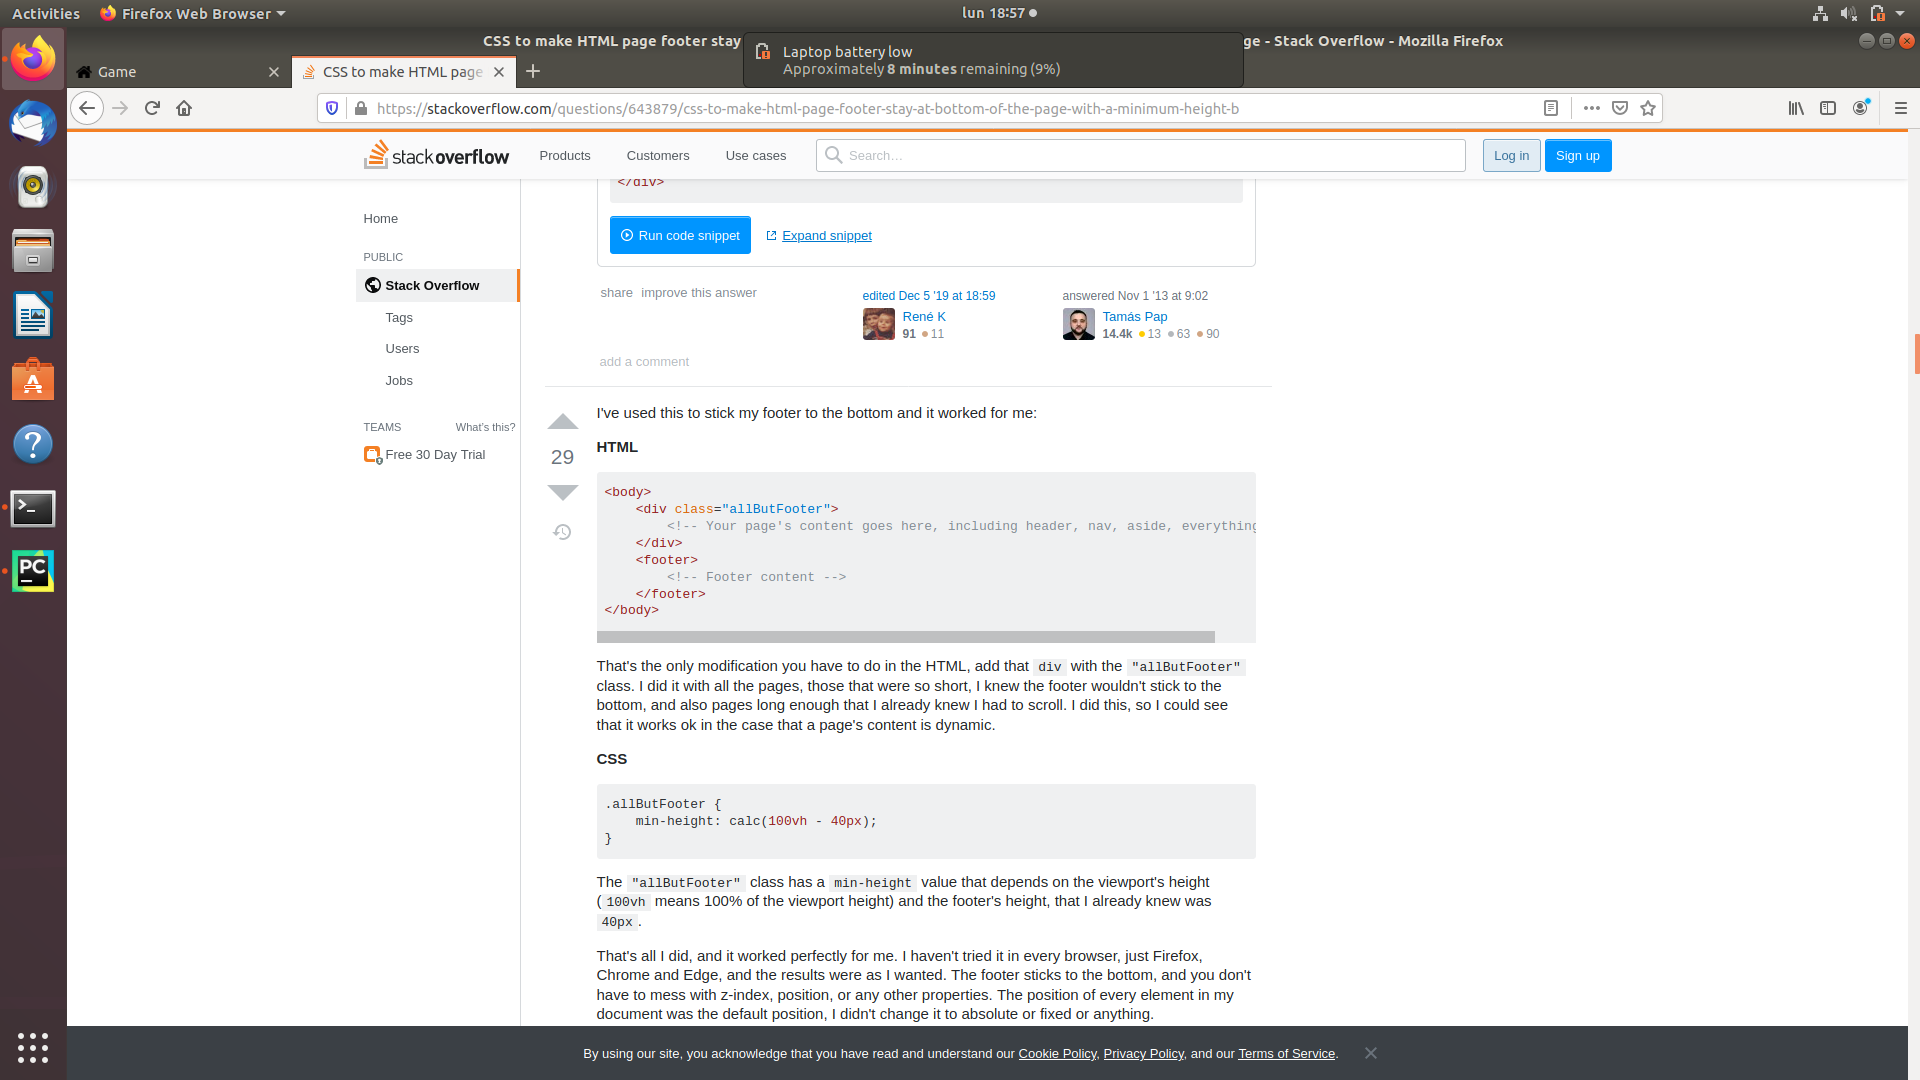 Activities
Firefox Web Browser
lun 18:57
CSS to make HTML page footer stay
ge - Stack Overflow - Mozilla Firefox
Laptop battery low
Approximately 8 minutes remaining (9%)
Game
CSS to make HTML page
https://stackoverflow.com/questions/643879/css-to-make-html-page-footer-stay-at-bottom-of-the-page-with-a-minimum-height-b
stack overflow
Products
Customers
Use cases
Search…
Log in
Sign up
Home
PUBLIC
Stack Overflow
Tags
Users
Jobs
TEAMS
What's this?
Free 30 Day Trial
</div>
Run code snippet
Expand snippet
share improve this answer
edited Dec 5 '19 at 18:59
René K
91 11
answered Nov 1 '13 at 9:02
Tamás Pap
14.4k 13 63 90
add a comment
29
I've used this to stick my footer to the bottom and it worked for me:
HTML
<body>
    <div class="allButFooter">
        <!-- Your page's content goes here, including header, nav, aside, everything
    </div>
    <footer>
        <!-- Footer content -->
    </footer>
</body>
That's the only modification you have to do in the HTML, add that div with the "allButFooter"
class. I did it with all the pages, those that were so short, I knew the footer wouldn't stick to the
bottom, and also pages long enough that I already knew I had to scroll. I did this, so I could see
that it works ok in the case that a page's content is dynamic.
CSS
.allButFooter {
    min-height: calc(100vh - 40px);
}
The "allButFooter" class has a min-height value that depends on the viewport's height
( 100vh means 100% of the viewport height) and the footer's height, that I already knew was
40px .
That's all I did, and it worked perfectly for me. I haven't tried it in every browser, just Firefox,
Chrome and Edge, and the results were as I wanted. The footer sticks to the bottom, and you don't
have to mess with z-index, position, or any other properties. The position of every element in my
document was the default position, I didn't change it to absolute or fixed or anything.
By using our site, you acknowledge that you have read and understand our Cookie Policy, Privacy Policy, and our Terms of Service.
PC